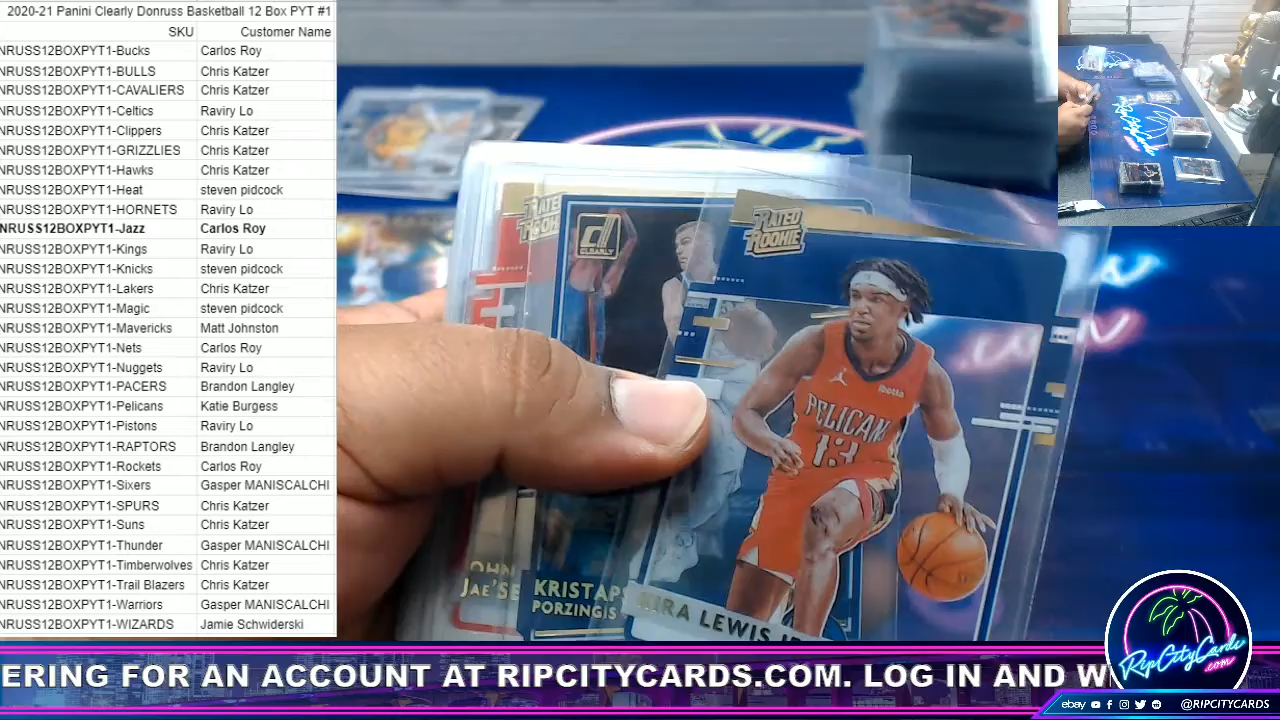 2020-21 Panini Clearly Donruss Basketball 12 Box PYT #1
SKU Customer Name
NRUSS12BOXPYT1-Bucks Carlos Roy
NRUSS12BOXPYT1-BULLS Chris Katzer
NRUSS12BOXPYT1-CAVALIERS Chris Katzer
NRUSS12BOXPYT1-Celtics Raviry Lo
NRUSS12BOXPYT1-Clippers Chris Katzer
NRUSS12BOXPYT1-GRIZZLIES Chris Katzer
NRUSS12BOXPYT1-Hawks Chris Katzer
NRUSS12BOXPYT1-Heat steven pidcock
NRUSS12BOXPYT1-HORNETS Raviry Lo
NRUSS12BOXPYT1-Jazz Carlos Roy
NRUSS12BOXPYT1-Kings Raviry Lo
NRUSS12BOXPYT1-Knicks steven pidcock
NRUSS12BOXPYT1-Lakers Chris Katzer
NRUSS12BOXPYT1-Magic steven pidcock
NRUSS12BOXPYT1-Mavericks Matt Johnston
NRUSS12BOXPYT1-Nets Carlos Roy
NRUSS12BOXPYT1-Nuggets Raviry Lo
NRUSS12BOXPYT1-PACERS Brandon Langley
NRUSS12BOXPYT1-Pelicans Katie Burgess
NRUSS12BOXPYT1-Pistons Raviry Lo
NRUSS12BOXPYT1-RAPTORS Brandon Langley
NRUSS12BOXPYT1-Rockets Carlos Roy
NRUSS12BOXPYT1-Sixers Gasper MANISCALCHI
NRUSS12BOXPYT1-SPURS Chris Katzer
NRUSS12BOXPYT1-Suns Chris Katzer
NRUSS12BOXPYT1-Thunder Gasper MANISCALCHI
NRUSS12BOXPYT1-Timberwolves Chris Katzer
NRUSS12BOXPYT1-Trail Blazers Chris Katzer
NRUSS12BOXPYT1-Warriors Gasper MANISCALCHI
NRUSS12BOXPYT1-WIZARDS Jamie Schwiderski
CLEARLY
RATED
ROOKIE
ibotta
PELICAN
13
JAE'SE
KRISTAPS
PORZINGIS
KIRA LEWIS JR
ERING FOR AN ACCOUNT AT RIPCITYCARDS.COM. LOG IN AND W
RipCityCards
.com
ebay @RIPCITYCARDS